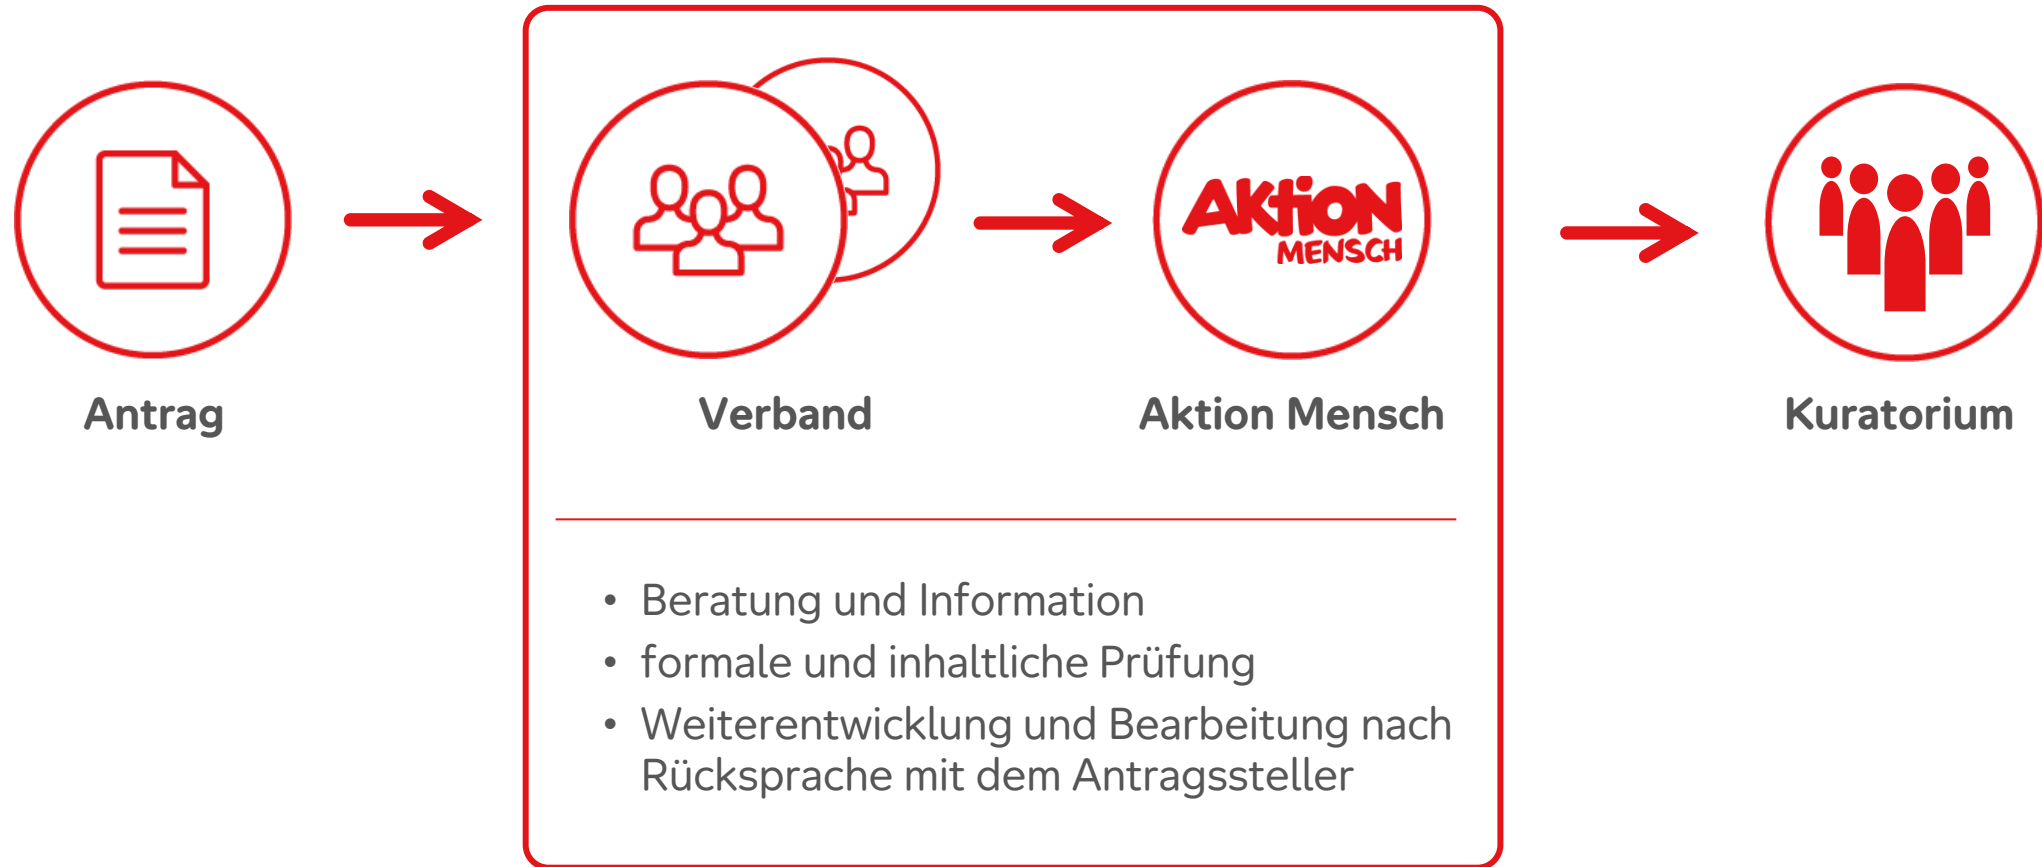 AKtiON
MENSCH
Antrag
Verband
Aktion Mensch
Kuratorium
• Beratung und Information
• formale und inhaltliche Prüfung
• Weiterentwicklung und Bearbeitung nach
Rücksprache mit dem Antragssteller